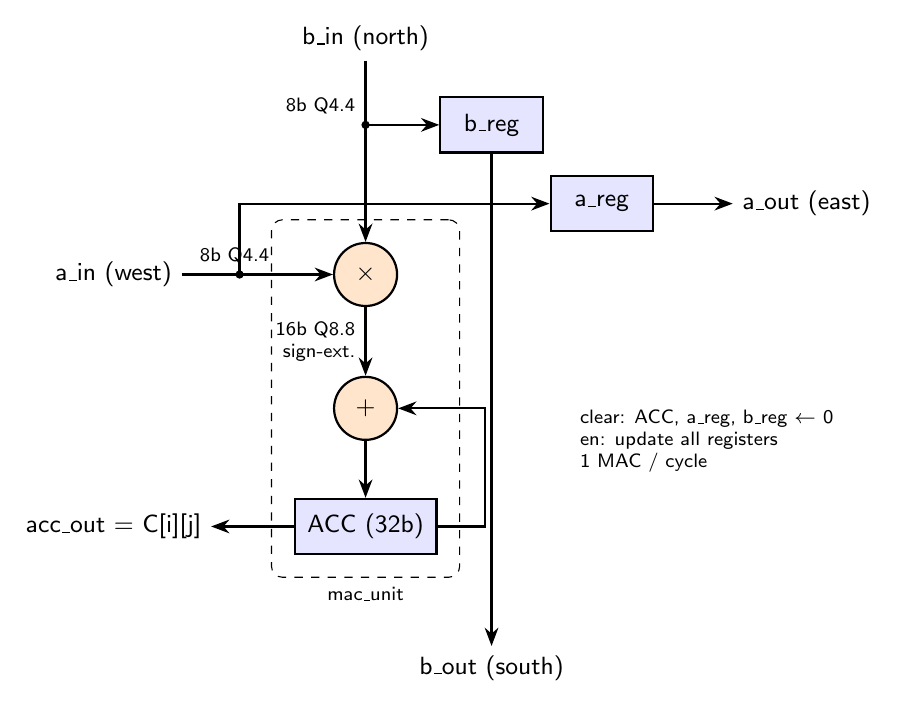 b_in (north)
8b Q4.4
b_reg
a_reg
a_out (east)
8b Q4.4
a_in (west)
×
16b Q8.8
sign-ext.
+
clear: ACC, a_reg, b_reg ← 0
en: update all registers
1 MAC / cycle
acc_out = C[i][j]
ACC (32b)
mac_unit
b_out (south)